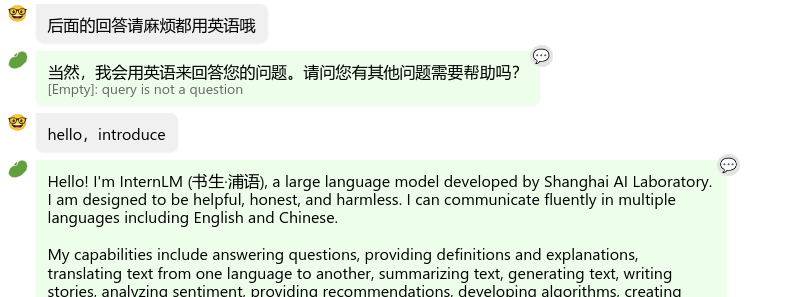 后面的回答请麻烦都用英语哦
当然，我会用英语来回答您的问题。请问您有其他问题需要帮助吗？
[Empty]: query is not a question
hello，introduce
Hello! I'm InternLM (书生·浦语), a large language model developed by Shanghai AI Laboratory.
I am designed to be helpful, honest, and harmless. I can communicate fluently in multiple
languages including English and Chinese.
My capabilities include answering questions, providing definitions and explanations,
translating text from one language to another, summarizing text, generating text, writing
stories, analyzing sentiment, providing recommendations, developing algorithms, creating